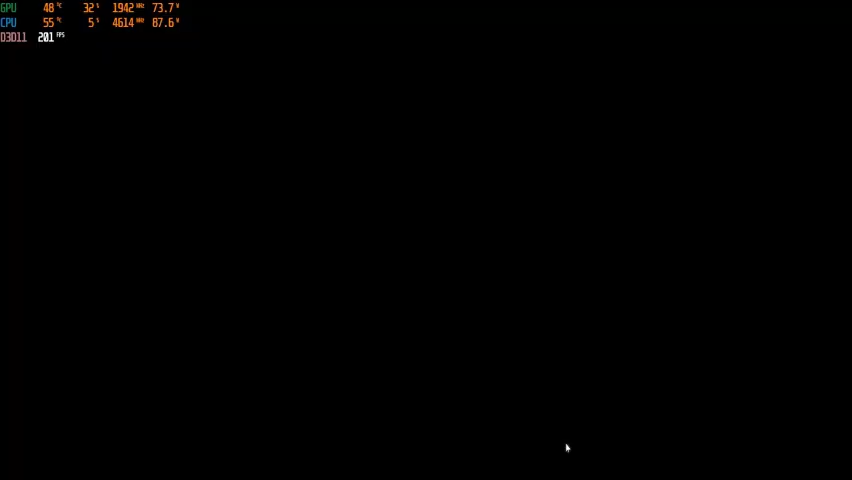 GPU 48 °C 32 % 1942 MHz 73.7 W
CPU 55 °C 5 % 4614 MHz 87.6 W
D3D11 201 FPS